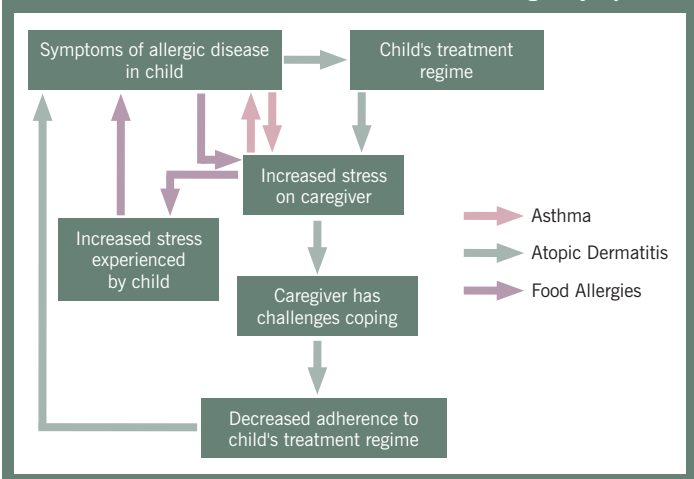 Symptoms of allergic disease
in child
Child's treatment
regime
Increased stress
on caregiver
Increased stress
experienced
by child
Asthma
Atopic Dermatitis
Food Allergies
Caregiver has
challenges coping
Decreased adherence to
child's treatment regime